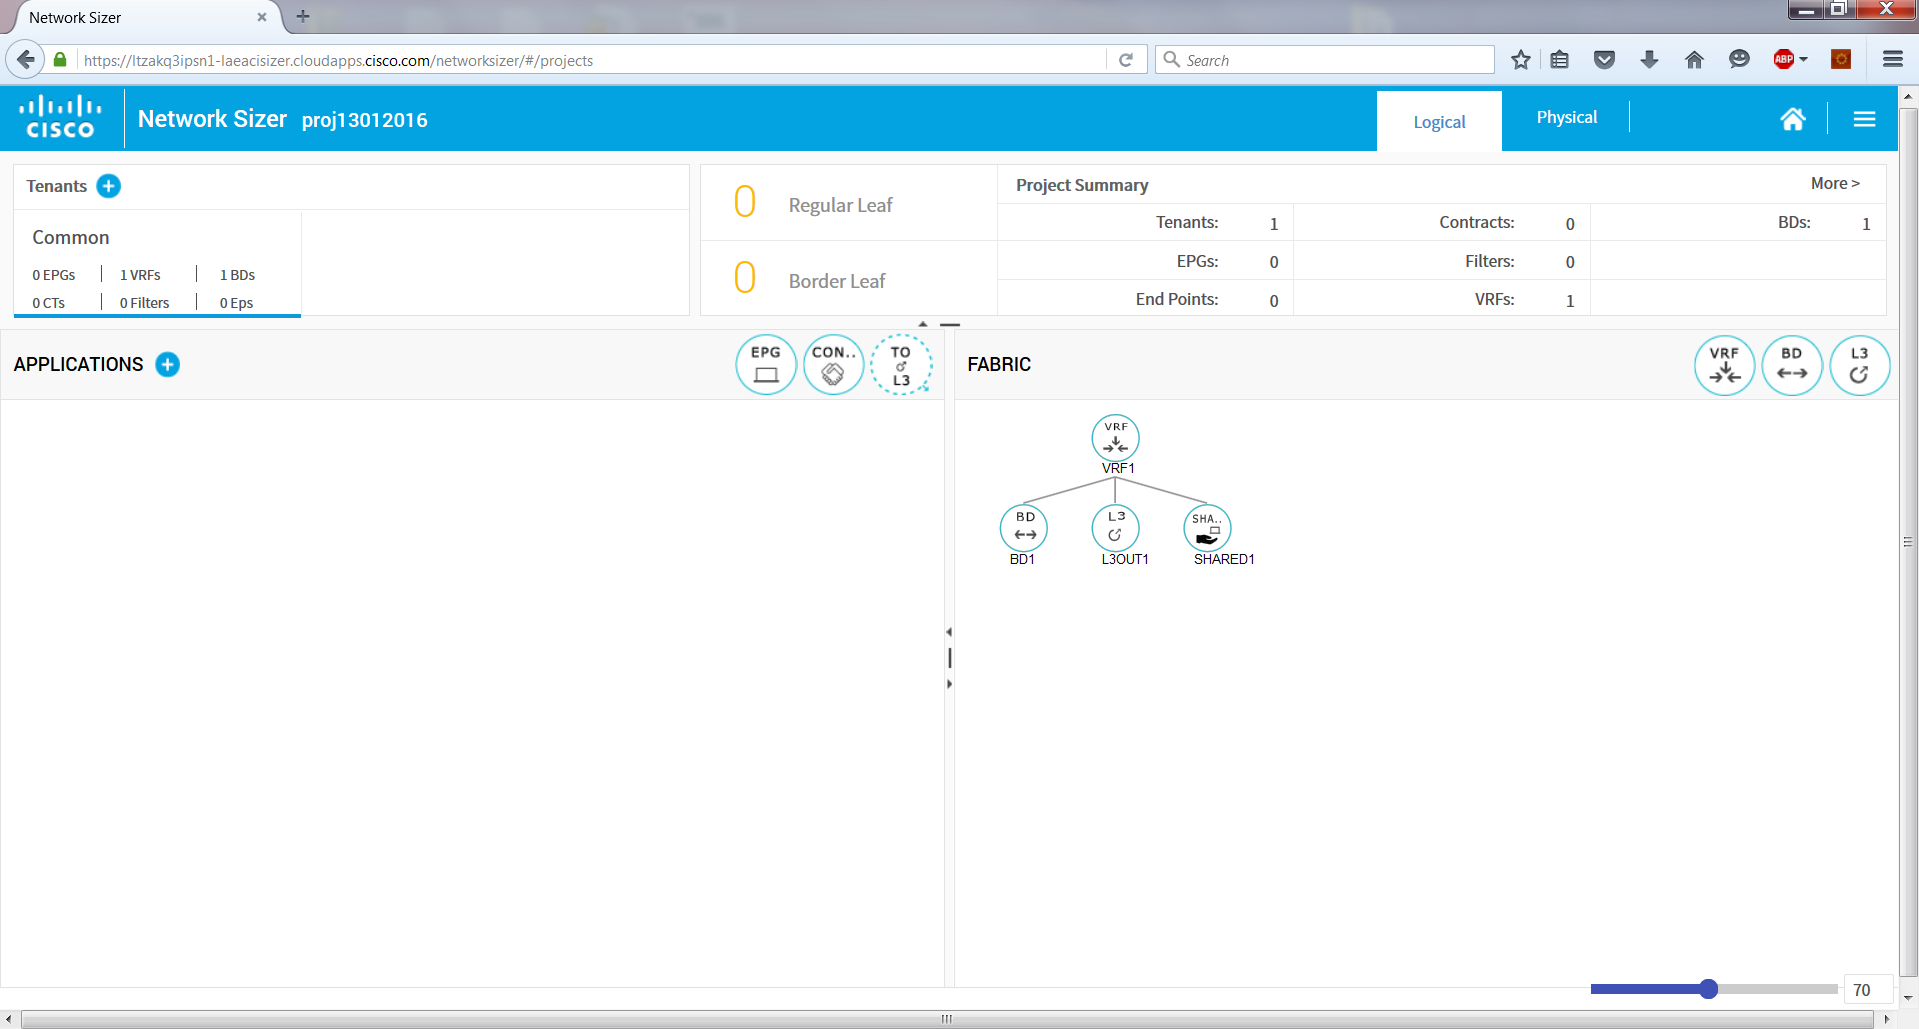 Network Sizer
https://ltzakq3ipsn1-laeacisizer.cloudapps.cisco.com/networksizer/#/projects
Search
ABP
CISCO
Network Sizer proj13012016
Logical
Physical
Tenants
Common
0 EPGs 1 VRFs 1 BDs
0 CTs 0 Filters 0 Eps
0 Regular Leaf
0 Border Leaf
Project Summary More >
Tenants: 1 Contracts: 0 BDs: 1
EPGs: 0 Filters: 0
End Points: 0 VRFs: 1
APPLICATIONS
EPG
CON..
TO
L3
FABRIC
VRF
BD
L3
VRF
VRF1
BD
BD1
L3
L3OUT1
SHA..
SHARED1
70